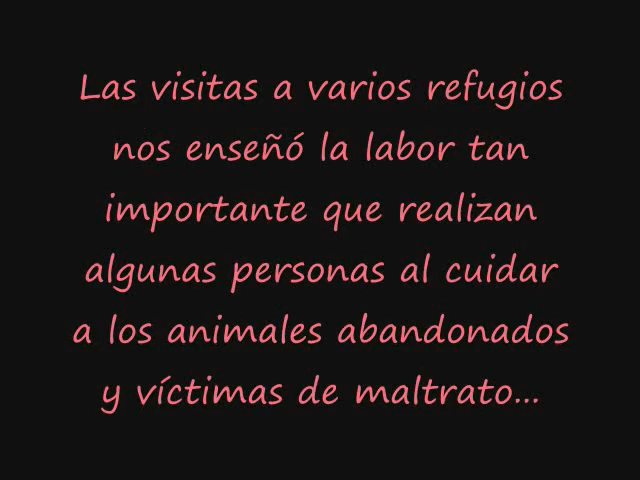 Las visitas a varios refugios
nos enseñó la labor tan
importante que realizan
algunas personas al cuidar
a los animales abandonados
y víctimas de maltrato...